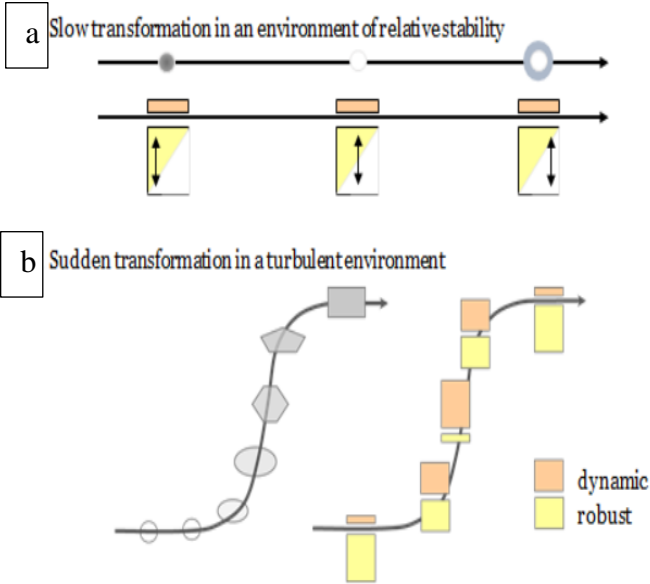 a
Slow transformation in an environment of relative stability
b
Sudden transformation in a turbulent environment
dynamic
robust